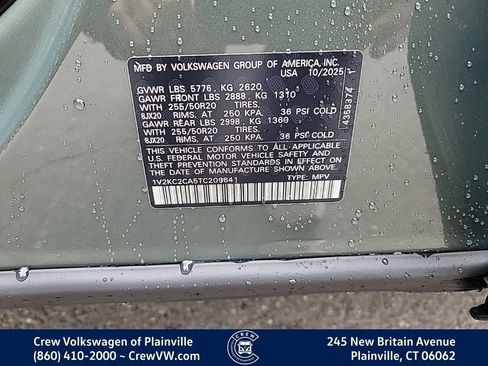 MFD BY VOLKSWAGEN GROUP OF AMERICA, INC.
USA 10/2025
GVWR LBS 5776, KG 2620
GAWR FRONT LBS 2888, KG 1310
WITH 255/50R20 TIRES,
8JX20 RIMS, AT 250 KPA. 36 PSI COLD
GAWR REAR LBS 2998, KG 1360
WITH 255/50R20 TIRES,
8JX20 RIMS, AT 250 KPA. 36 PSI COLD
THIS VEHICLE CONFORMS TO ALL APPLICABLE
U.S. FEDERAL MOTOR VEHICLE SAFETY AND
THEFT PREVENTION STANDARDS IN EFFECT ON
THE DATE OF MANUFACTURE SHOWN ABOVE.
1V2KC2CA5TC209641 TYPE: MPV
4358374 1
Crew Volkswagen of Plainville
(860) 410-2000 ~ CrewVW.com
CREW
245 New Britain Avenue
Plainville, CT 06062